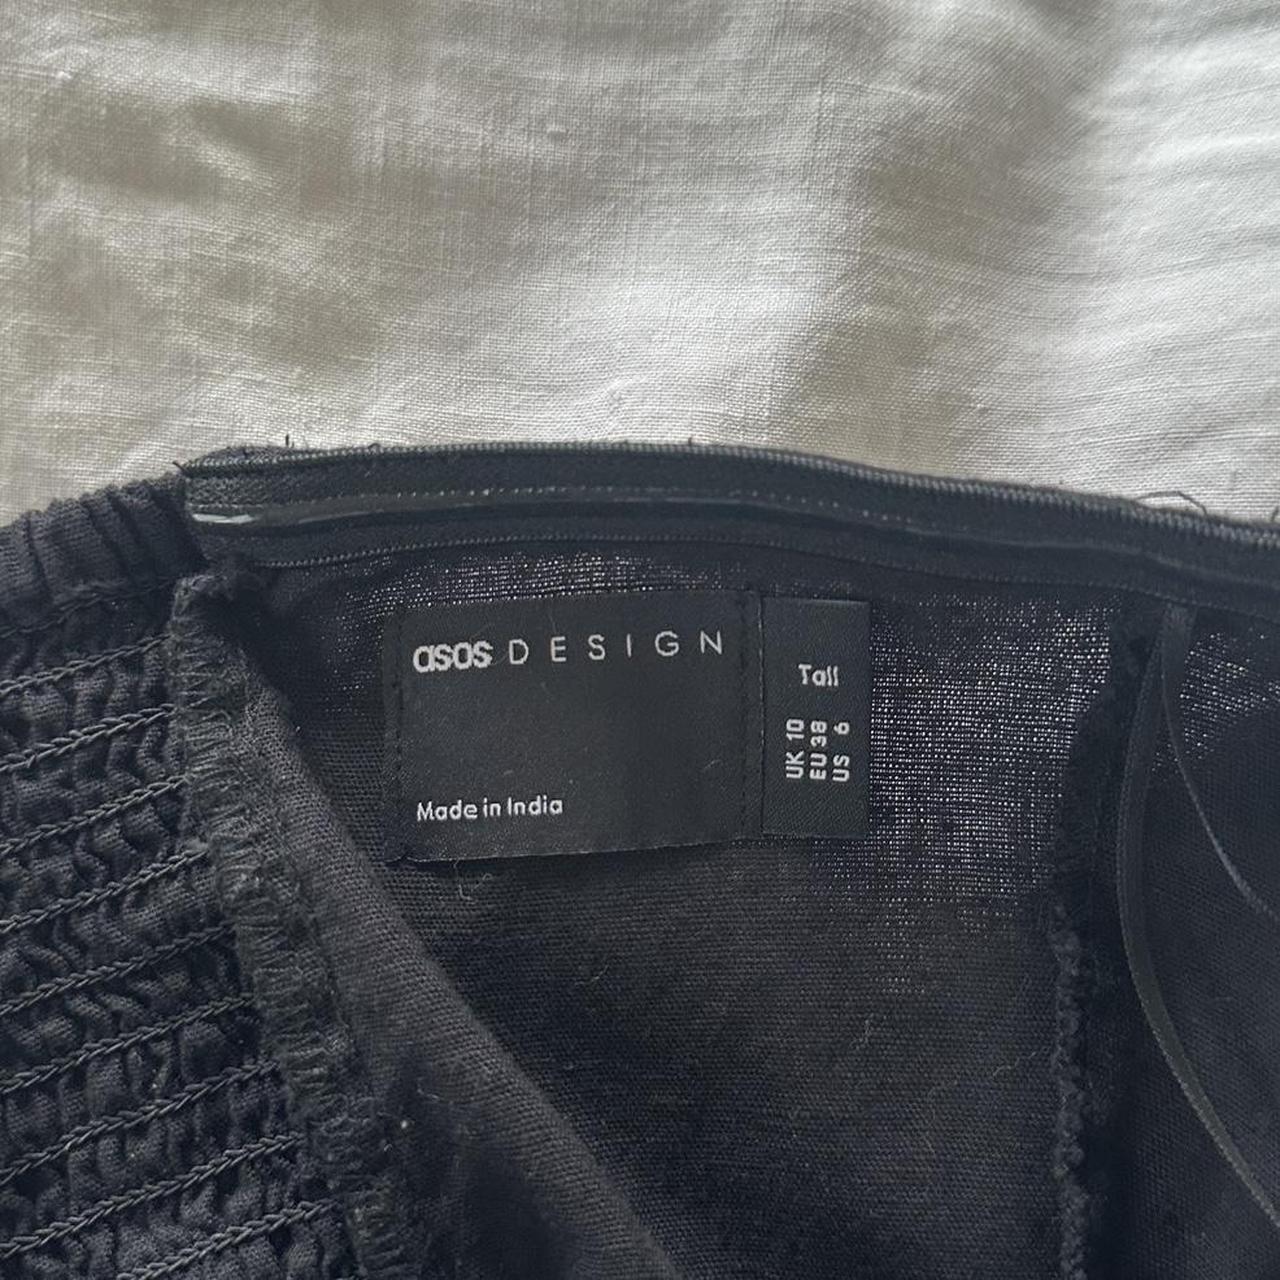 asos DESIGN
Made in India
Tall
UK 10
EU 38
US 6